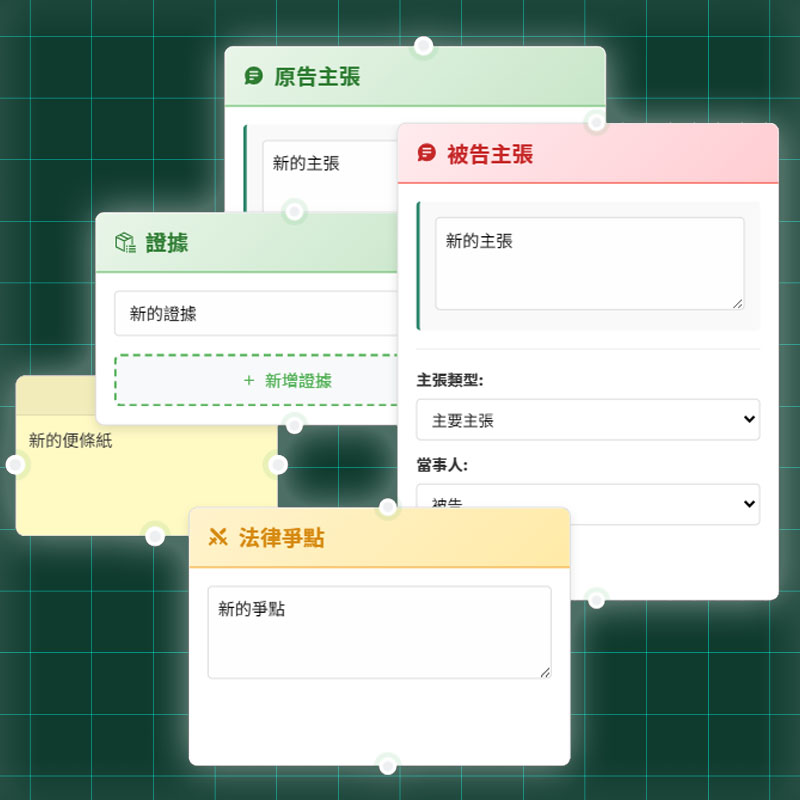 原告主張
新的主張
被告主張
新的主張
證據
新的證據
+ 新增證據
主張類型:
主要主張
新的便條紙
當事人:
被告
法律爭點
新的爭點